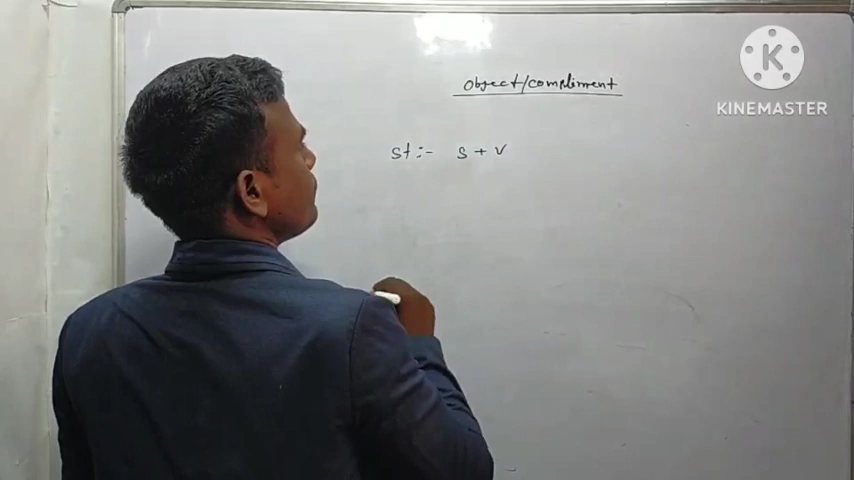 Object/compliment
K
KINEMASTER
st :- s + v